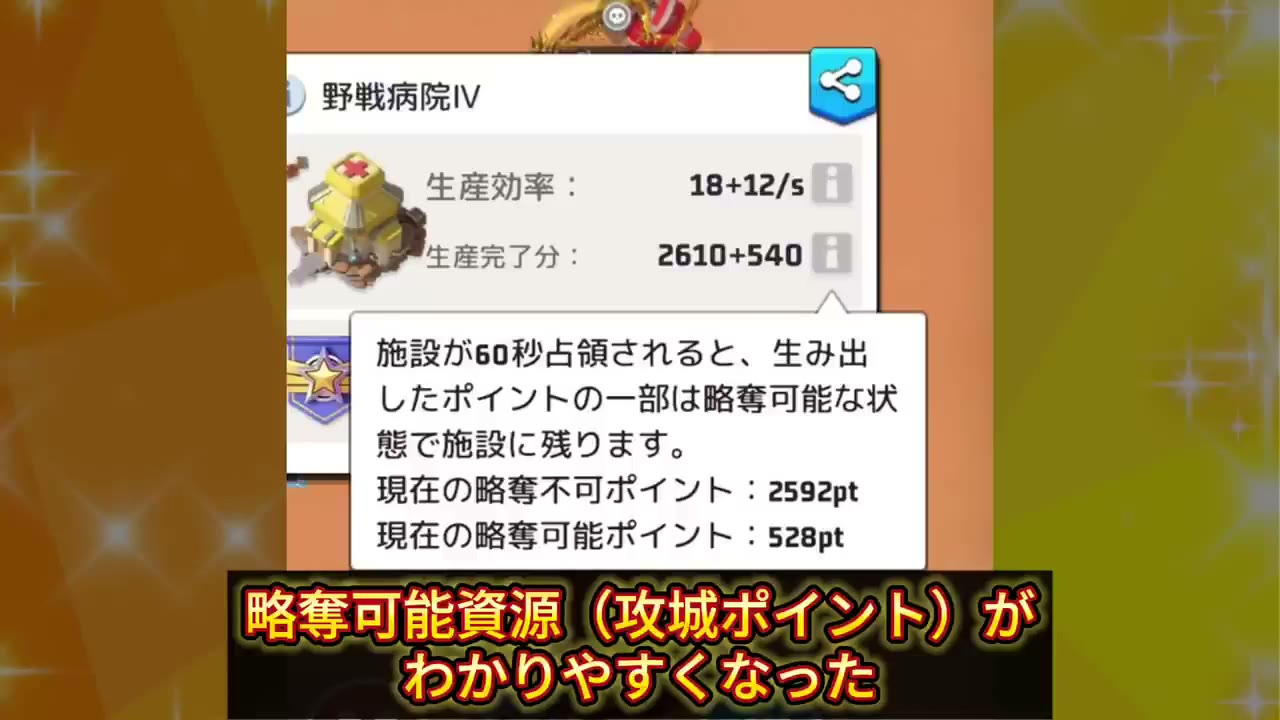 野戦病院Ⅳ
生産効率： 18+12/s
生産完了分： 2610+540
施設が60秒占領されると、生み出
したポイントの一部は略奪可能な状
態で施設に残ります。
現在の略奪不可ポイント：2592pt
現在の略奪可能ポイント：528pt
略奪可能資源（攻城ポイント）が
わかりやすくなった